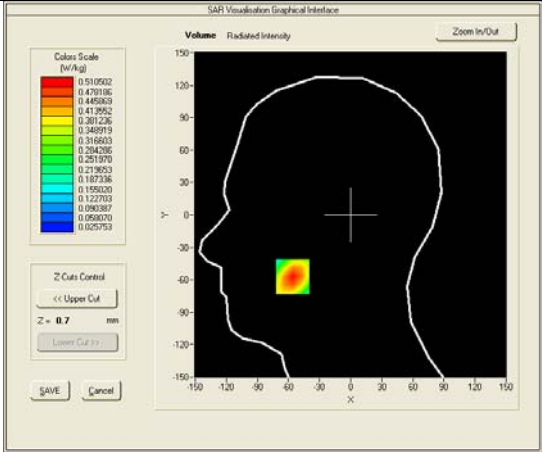 SAR Visualisation Graphical Interface
Volume Radiated Intensity
Zoom In/Out
Colors Scale
(W/kg)
0.510502
0.478186
0.445869
0.413552
0.381236
0.348919
0.316603
0.284286
0.251970
0.219653
0.187336
0.155020
0.122703
0.090387
0.058070
0.025753
Z Cuts Control
<< Upper Cut
Z = 0.7 mm
Lower Cut >>
SAVE Cancel
150
120
90
60
30
0
-30
-60
-90
-120
-150
Y
-150 -120 -90 -60 -30 0 30 60 90 120 150
X